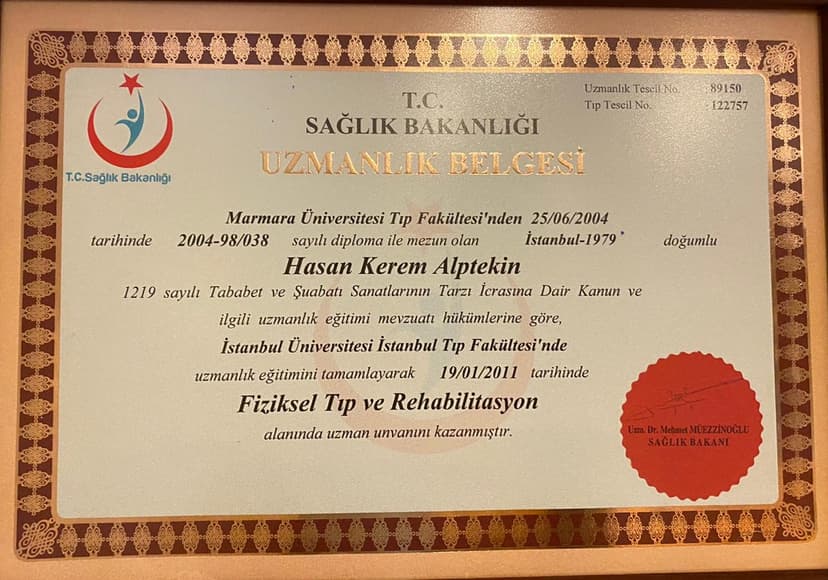 T.C.Sağlık Bakanlığı
Uzmanlık Tescil No. : 89150
Tıp Tescil No. : 122757
T.C.
SAĞLIK BAKANLIĞI
UZMANLIK BELGESİ
Marmara Üniversitesi Tıp Fakültesi'nden 25/06/2004
tarihinde 2004-98/038 sayılı diploma ile mezun olan İstanbul-1979 doğumlu
Hasan Kerem Alptekin
1219 sayılı Tababet ve Şuabatı Sanatlarının Tarzı İcrasına Dair Kanun ve
ilgili uzmanlık eğitimi mevzuatı hükümlerine göre,
İstanbul Üniversitesi İstanbul Tıp Fakültesi'nde
uzmanlık eğitimini tamamlayarak 19/01/2011 tarihinde
Fiziksel Tıp ve Rehabilitasyon
alanında uzman unvanını kazanmıştır.
Uzm. Dr. Mehmet MÜEZZİNOĞLU
SAĞLIK BAKANI